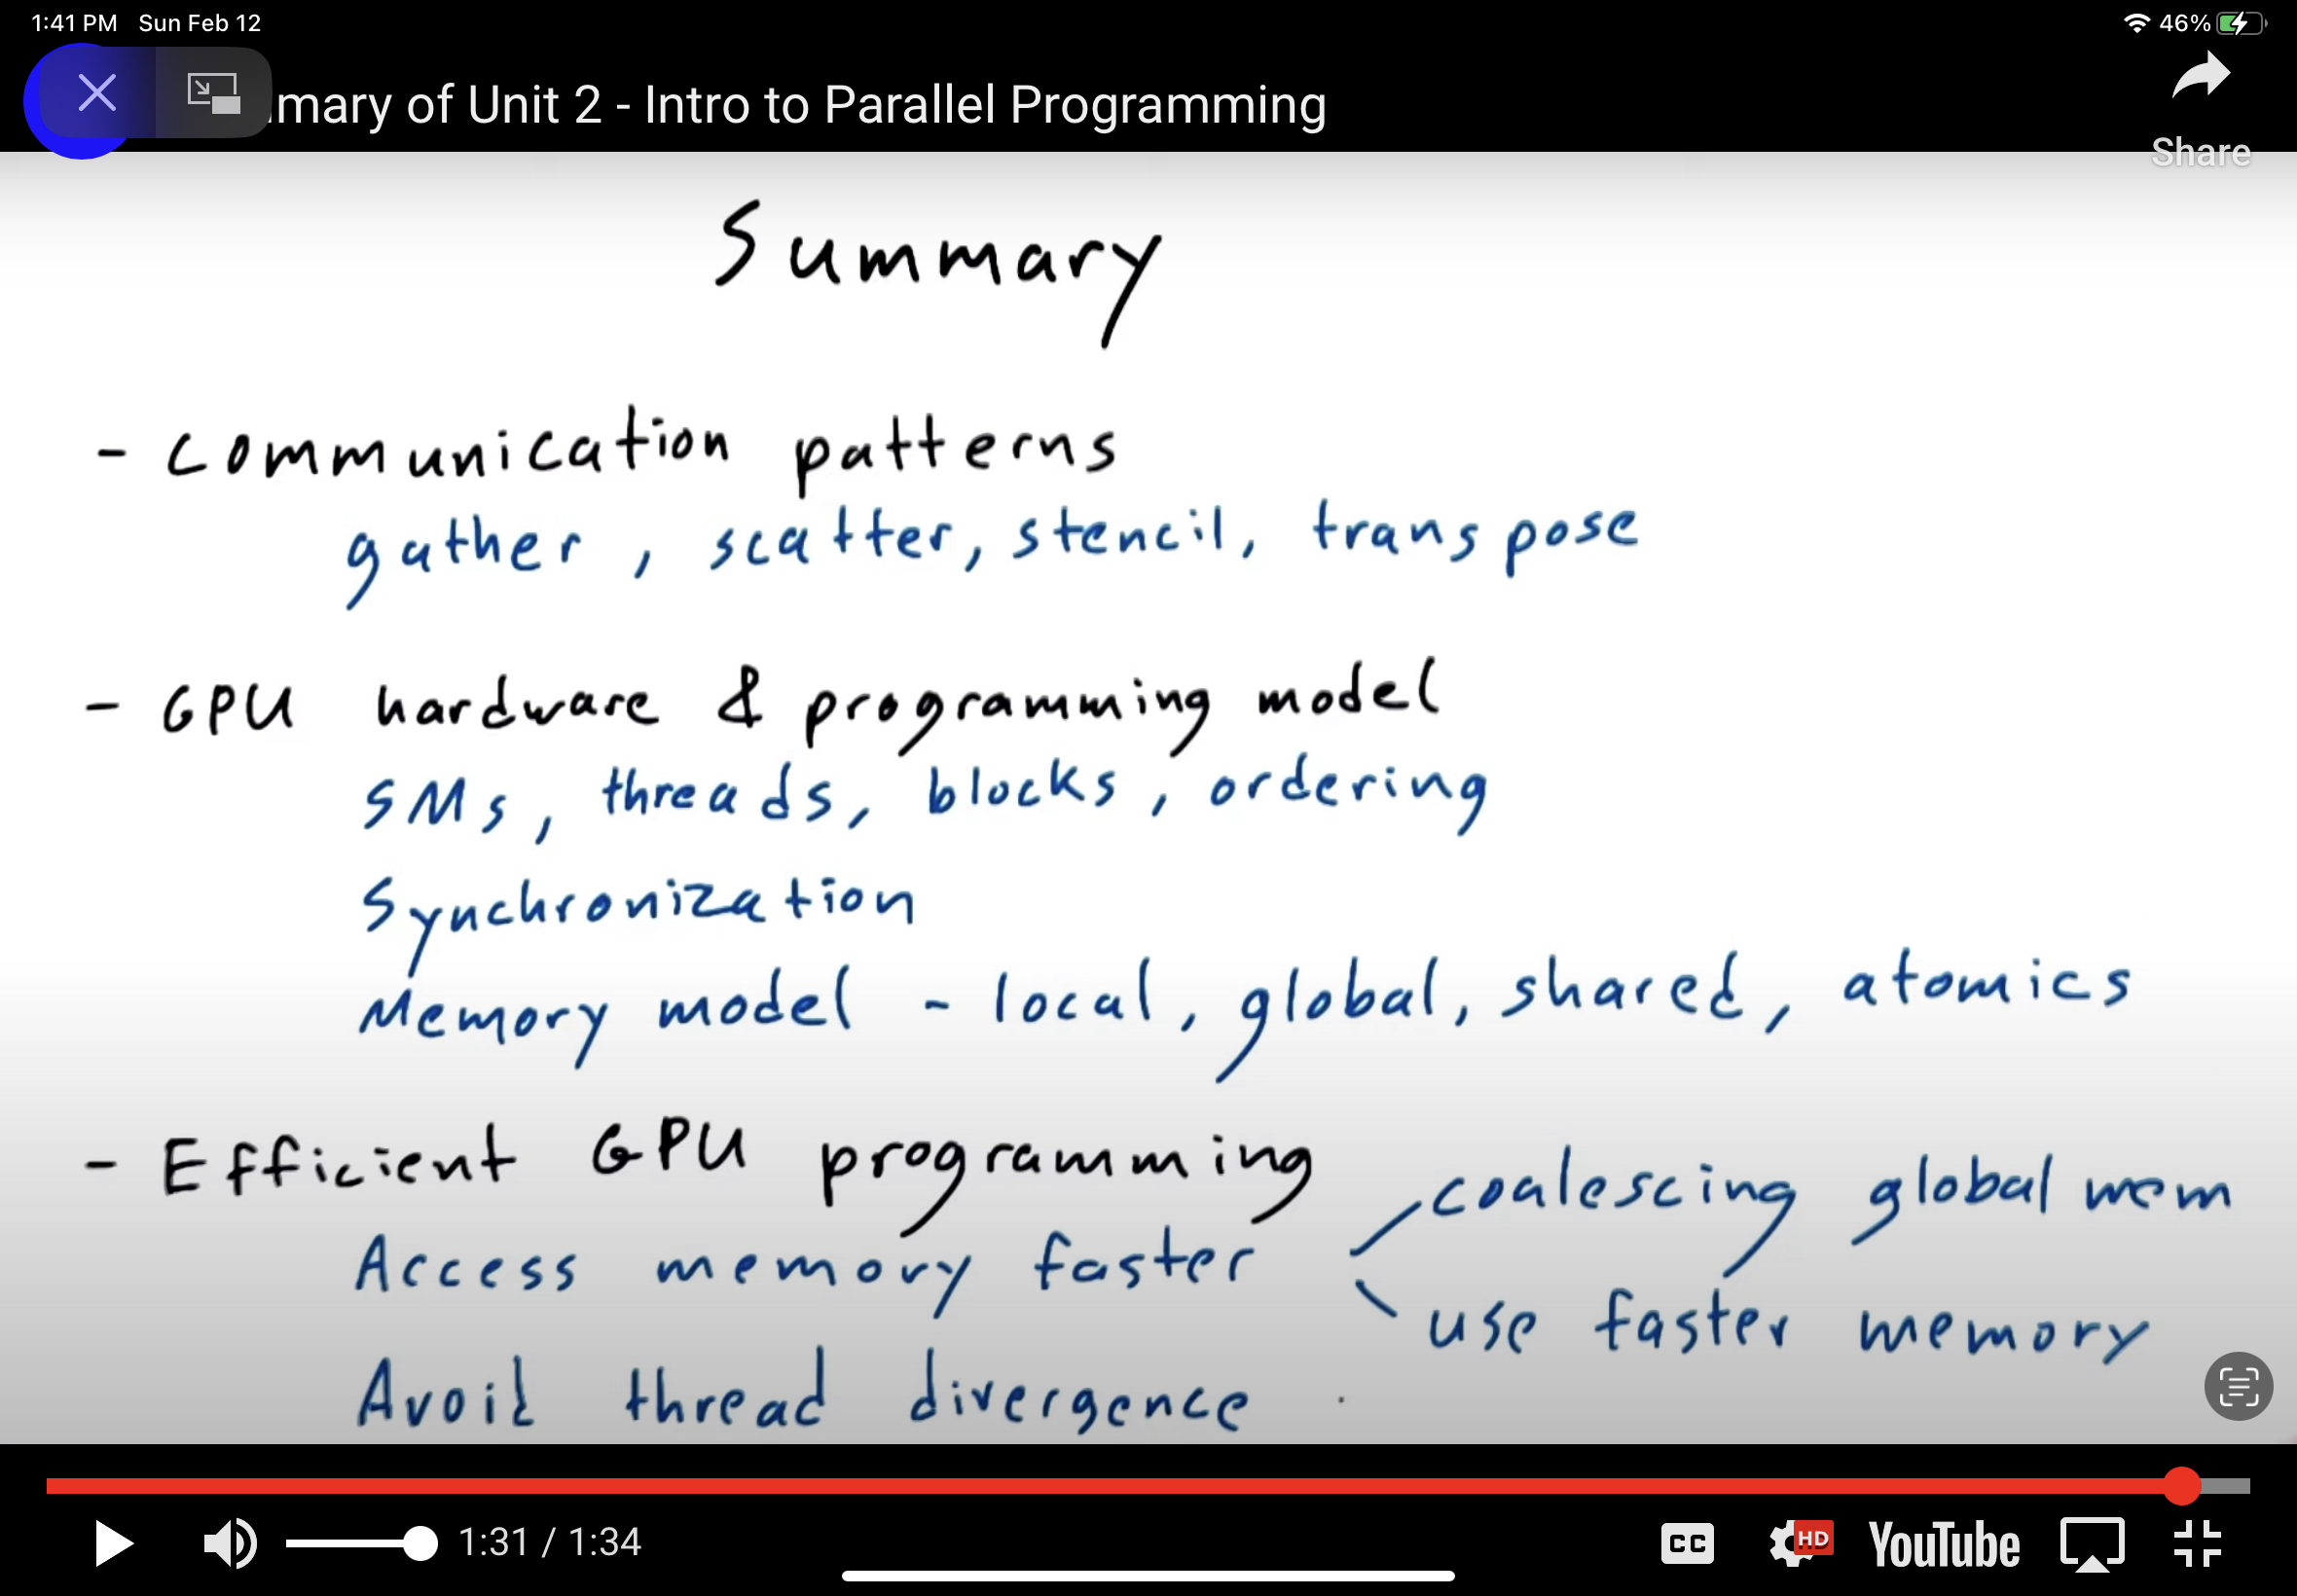 1:41 PM Sun Feb 12
46%
mary of Unit 2 - Intro to Parallel Programming
Share
Summary
- Communication patterns
gather, scatter, stencil, transpose
- GPU hardware & programming model
SMs, threads, blocks, ordering
Synchronization
Memory model - local, global, shared, atomics
- Efficient GPU programming
coalescing global mem
Access memory faster
use faster memory
Avoid thread divergence
1:31 / 1:34
CC
HD
YouTube